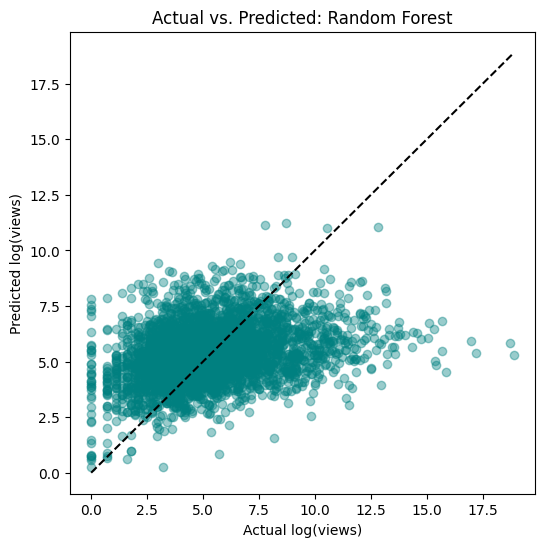 Actual vs. Predicted: Random Forest
Predicted log(views)
17.5
15.0
12.5
10.0
7.5
5.0
2.5
0.0
0.0 2.5 5.0 7.5 10.0 12.5 15.0 17.5
Actual log(views)